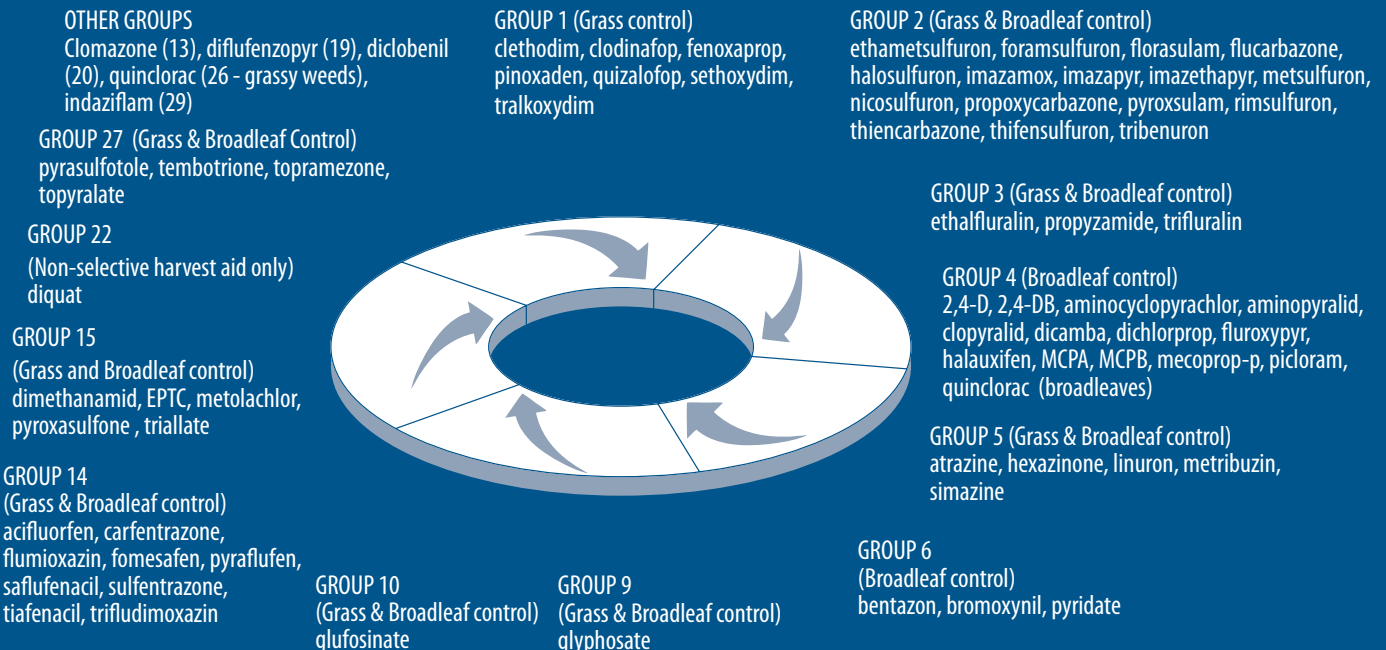 OTHER GROUPS
Clomazone (13), diflufenzopyr (19), diclobenil
(20), quinclorac (26 - grassy weeds),
indaziflam (29)
GROUP 1 (Grass control)
clethodim, clodinafop, fenoxaprop,
pinoxaden, quizalofop, sethoxydim,
tralkoxydim
GROUP 2 (Grass & Broadleaf control)
ethametsulfuron, foramsulfuron, florasulam, flucarbazone,
halosulfuron, imazamox, imazapyr, imazethapyr, metsulfuron,
nicosulfuron, propoxycarbazone, pyroxsulam, rimsulfuron,
thiencarbazone, thifensulfuron, tribenuron
GROUP 3 (Grass & Broadleaf control)
ethalfluralin, propyzamide, trifluralin
GROUP 4 (Broadleaf control)
2,4-D, 2,4-DB, aminocyclopyrachlor, aminopyralid,
clopyralid, dicamba, dichlorprop, fluroxypyr,
halauxifen, MCPA, MCPB, mecoprop-p, picloram,
quinclorac (broadleaves)
GROUP 5 (Grass & Broadleaf control)
atrazine, hexazinone, linuron, metribuzin,
simazine
GROUP 6
(Broadleaf control)
bentazon, bromoxynil, pyridate
GROUP 9
(Grass & Broadleaf control)
glyphosate
GROUP 10
(Grass & Broadleaf control)
glufosinate
GROUP 14
(Grass & Broadleaf control)
acifluorfen, carfentrazone,
flumioxazin, fomesafen, pyraflufen,
saflufenacil, sulfentrazone,
tiafenacil, trifludimoxazin
GROUP 15
(Grass and Broadleaf control)
dimethanamid, EPTC, metolachlor,
pyroxasulfone , triallate
GROUP 22
(Non-selective harvest aid only)
diquat
GROUP 27 (Grass & Broadleaf Control)
pyrasulfotole, tembotrione, topramezone,
topyralate